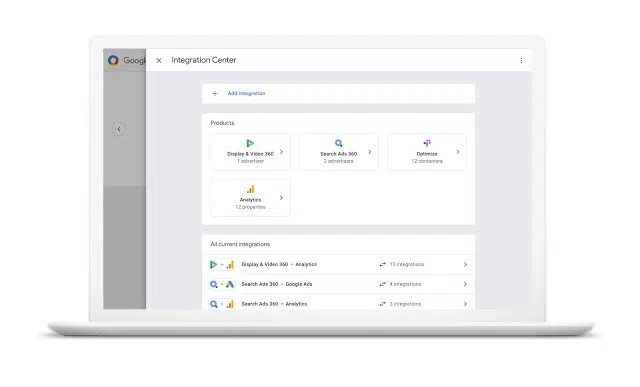 Google
Integration Center
Add integration
Products
Display & Video 360
1 advertiser
Search Ads 360
2 advertisers
Optimize
12 containers
Analytics
12 properties
All current integrations
Display & Video 360 + Analytics
13 integrations
Search Ads 360 + Google Ads
4 integrations
Search Ads 360 + Analytics
3 integrations